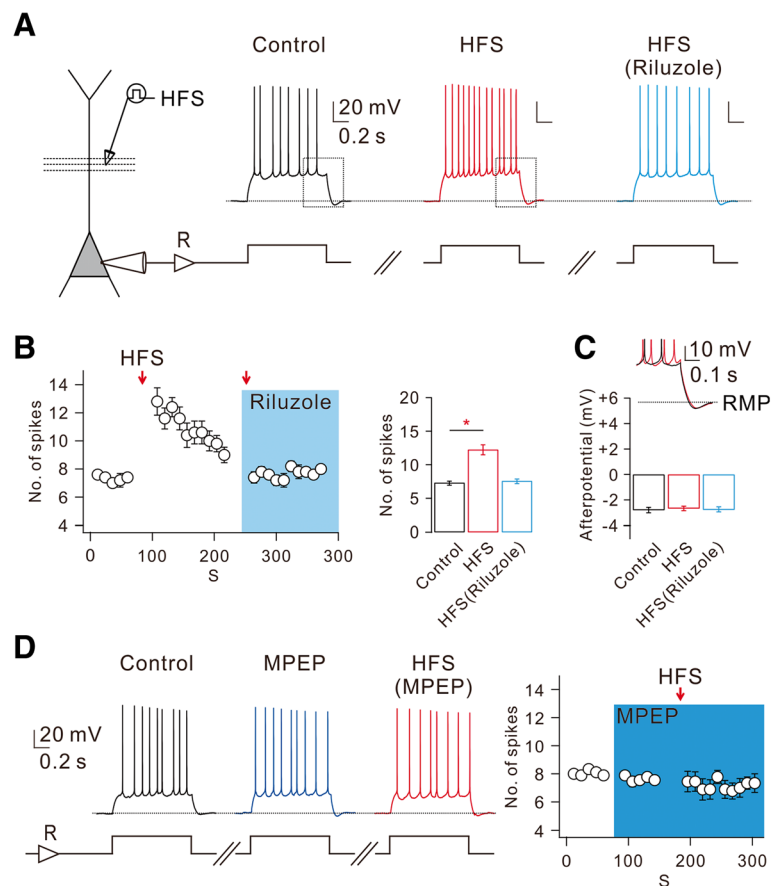 A
HFS
Control
HFS
HFS
(Riluzole)
20 mV
0.2 s
R
B
HFS
Riluzole
No. of spikes
14
12
10
8
6
4
0
100
200
300
300
S
No. of spikes
20
15
10
5
0
*
Control
HFS
HFS(Riluzole)
C
10 mV
0.1 s
RMP
Afterpotential (mV)
+6
+4
+2
0
-2
-4
Control
HFS
HFS(Riluzole)
D
Control
MPEP
HFS
(MPEP)
20 mV
0.2 s
R
HFS
MPEP
No. of spikes
14
12
10
8
6
4
0
100
200
300
S